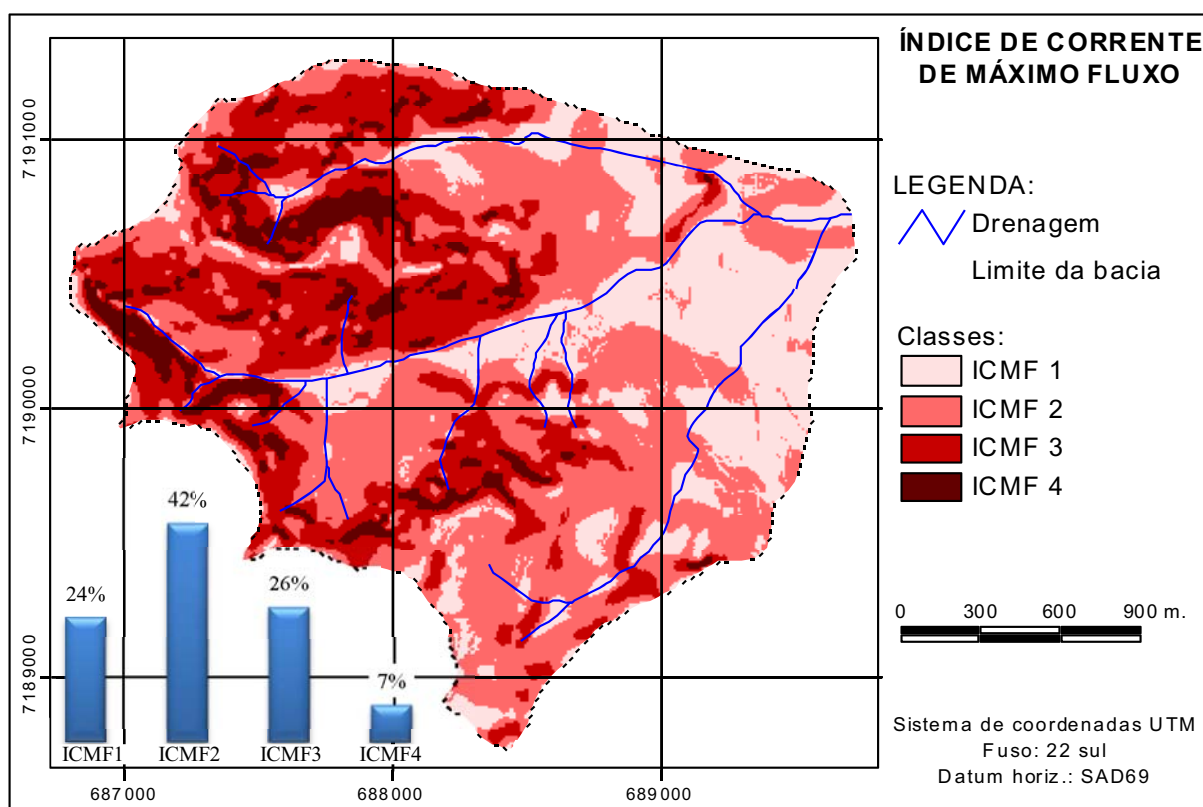 ÍNDICE DE CORRENTE
DE MÁXIMO FLUXO
LEGENDA:
Drenagem
Limite da bacia
Classes:
ICMF 1
ICMF 2
ICMF 3
ICMF 4
0 300 600 900 m.
Sistema de coordenadas UTM
Fuso: 22 sul
Datum horiz.: SAD69
7191000
7190000
7189000
687000 688000 689000
24%
42%
26%
7%
ICMF1 ICMF2 ICMF3 ICMF4